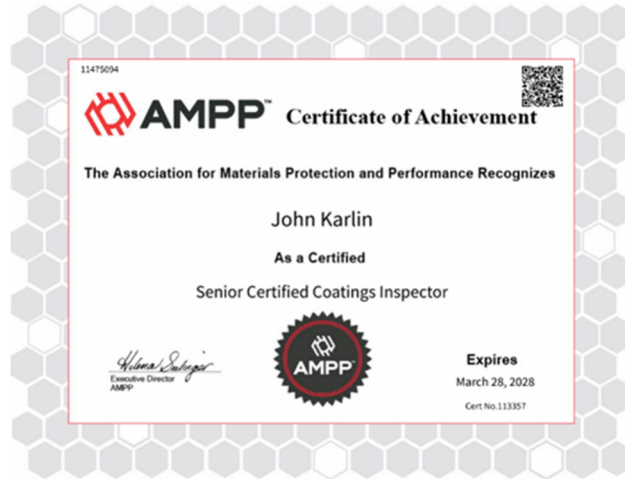 11475094
AMPP™ Certificate of Achievement
The Association for Materials Protection and Performance Recognizes
John Karlin
As a Certified
Senior Certified Coatings Inspector
AMPP
Executive Director
AMPP
Expires
March 28, 2028
Cert No.113357